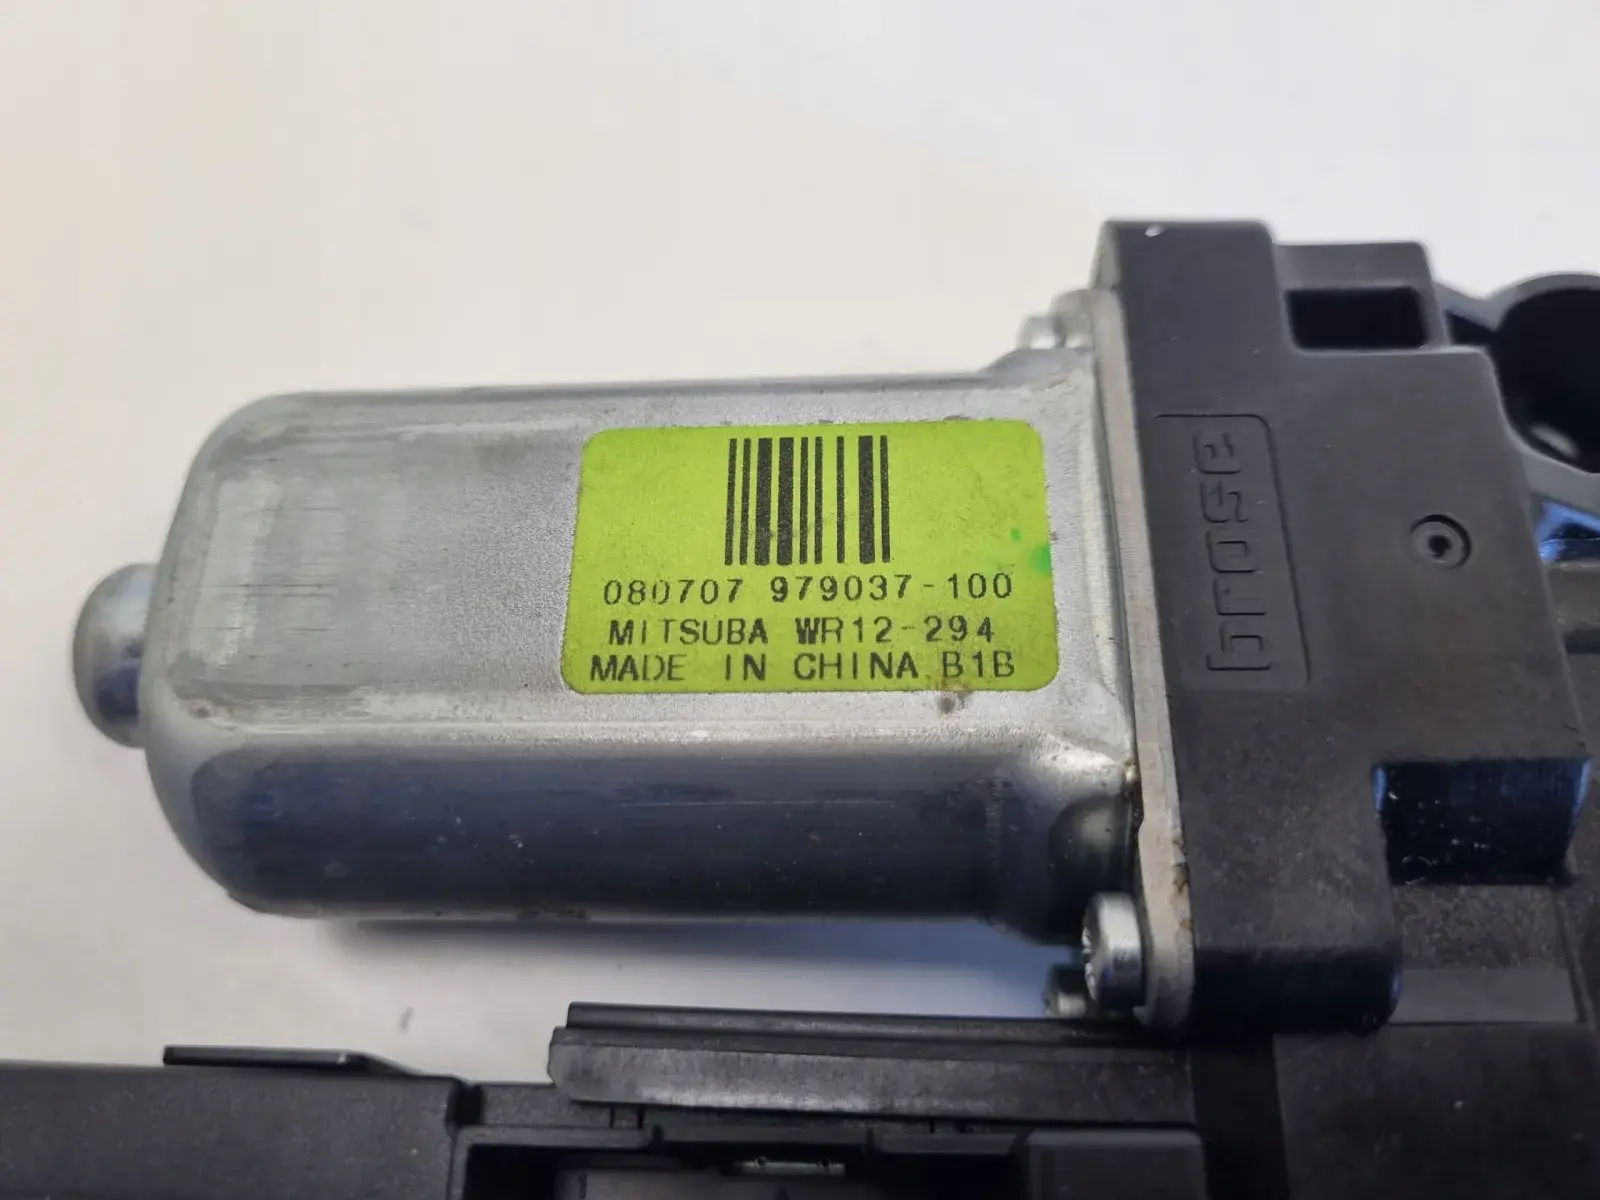 080707 979037-100
MITSUBA WR12-294
MADE IN CHINA B1B
brose